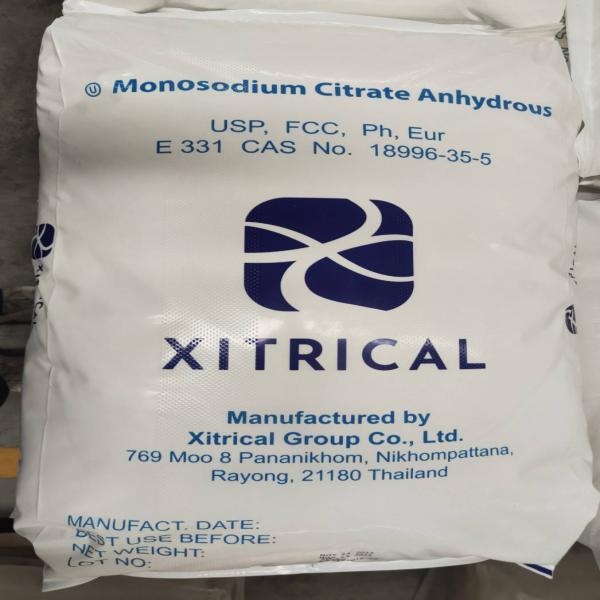 Ⓤ Monosodium Citrate Anhydrous
USP, FCC, Ph, Eur
E 331 CAS No. 18996-35-5
XITRICAL
XITRICAL
Manufactured by
Xitrical Group Co., Ltd.
769 Moo 8 Pananikhom, Nikhompattana,
Rayong, 21180 Thailand
MANUFACT. DATE:
BEST USE BEFORE:
NET WEIGHT:
LOT NO: